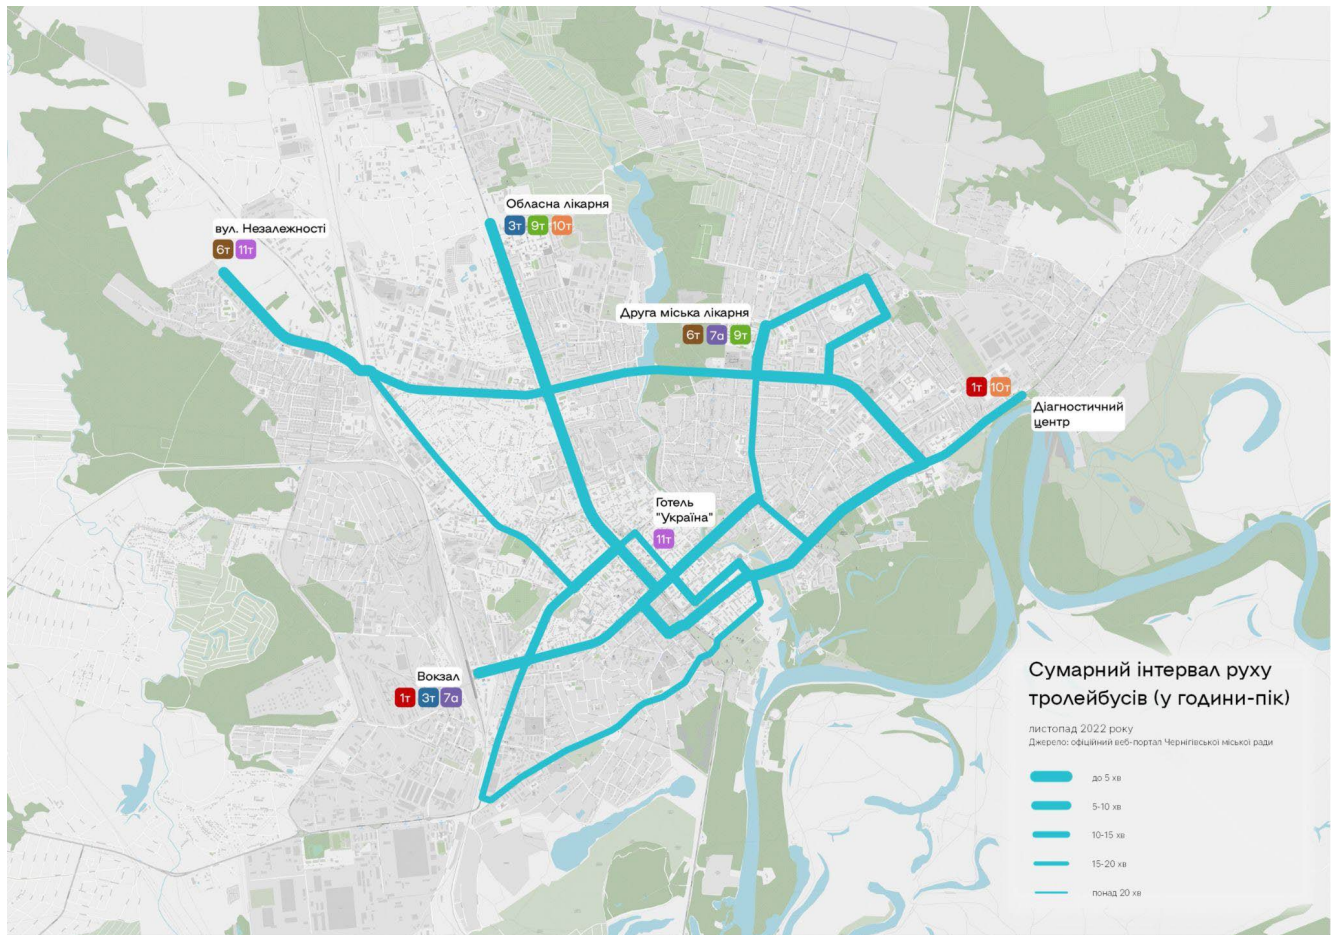 Обласна лікарня
3т 9т 10т
вул. Незалежності
6т 11т
Друга міська лікарня
6т 7а 9т
1т 10т
Діагностичний
центр
Готель
"Україна"
11т
Вокзал
1т 3т 7а
Сумарний інтервал руху
тролейбусів (у години-пік)
листопад 2022 року
Джерело: офіційний веб-портал Чернігівської міської ради
до 5 хв
5-10 хв
10-15 хв
15-20 хв
понад 20 хв